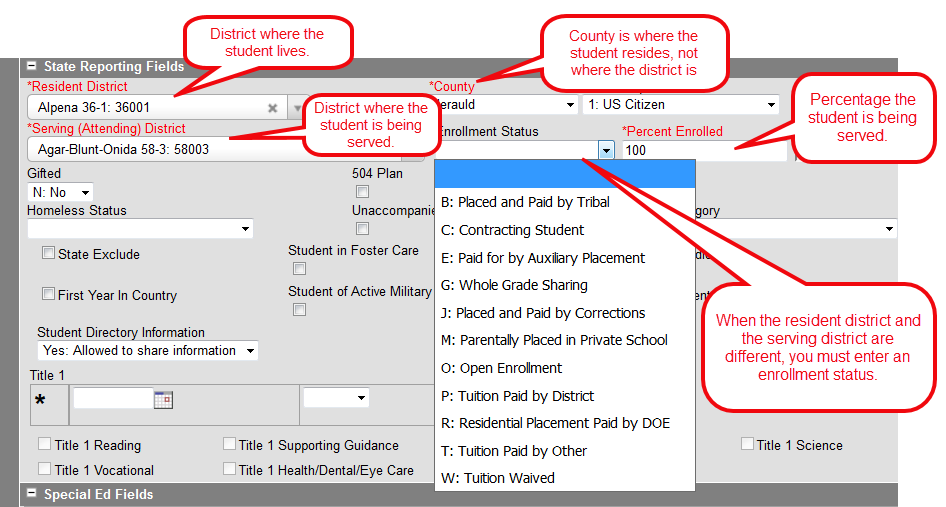 District where the
student lives.
County is where the
student resides, not
where the district is
State Reporting Fields
*Resident District
*County
Alpena 36-1: 36001
District where the
student is being
served.
1: US Citizen
Percentage the
student is being
served.
*Serving (Attending) District
Enrollment Status
*Percent Enrolled
Agar-Blunt-Onida 58-3: 58003
100
Gifted
504 Plan
N: No
B: Placed and Paid by Tribal
Homeless Status
C: Contracting Student
State Exclude
Student in Foster Care
E: Paid for by Auxiliary Placement
G: Whole Grade Sharing
First Year In Country
Student of Active Military
J: Placed and Paid by Corrections
When the resident district and
the serving district are
different, you must enter an
enrollment status.
Student Directory Information
M: Parentally Placed in Private School
Yes: Allowed to share information
O: Open Enrollment
Title 1
*
P: Tuition Paid by District
R: Residential Placement Paid by DOE
Title 1 Reading
Title 1 Supporting Guidance
T: Tuition Paid by Other
Title 1 Science
Title 1 Vocational
Title 1 Health/Dental/Eye Care
W: Tuition Waived
Special Ed Fields